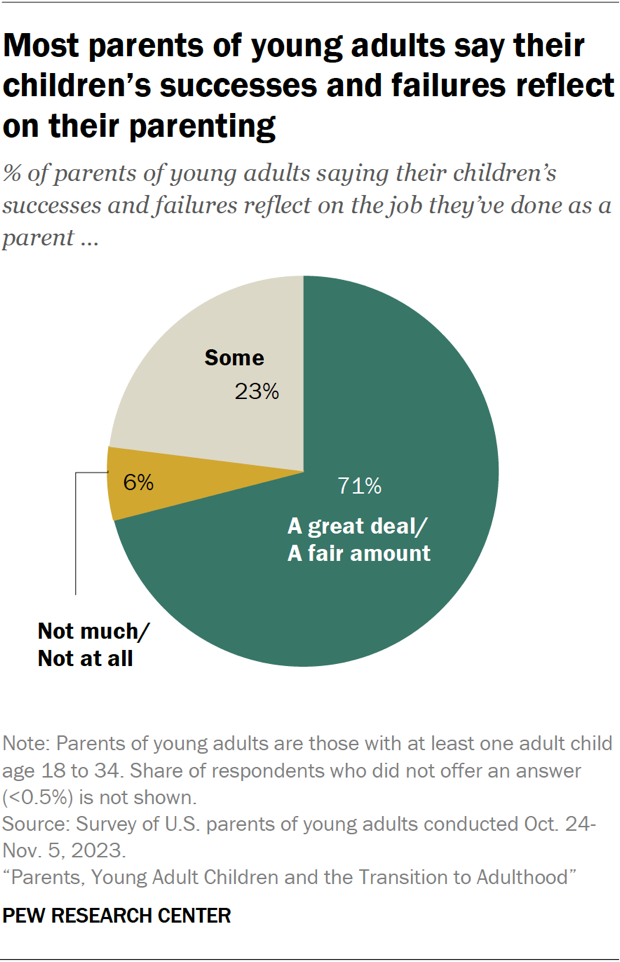 Most parents of young adults say their
children’s successes and failures reflect
on their parenting
% of parents of young adults saying their children’s
successes and failures reflect on the job they’ve done as a
parent ...
Some
23%
6%
71%
A great deal/
A fair amount
Not much/
Not at all
Note: Parents of young adults are those with at least one adult child
age 18 to 34. Share of respondents who did not offer an answer
(<0.5%) is not shown.
Source: Survey of U.S. parents of young adults conducted Oct. 24-
Nov. 5, 2023.
“Parents, Young Adult Children and the Transition to Adulthood”
PEW RESEARCH CENTER